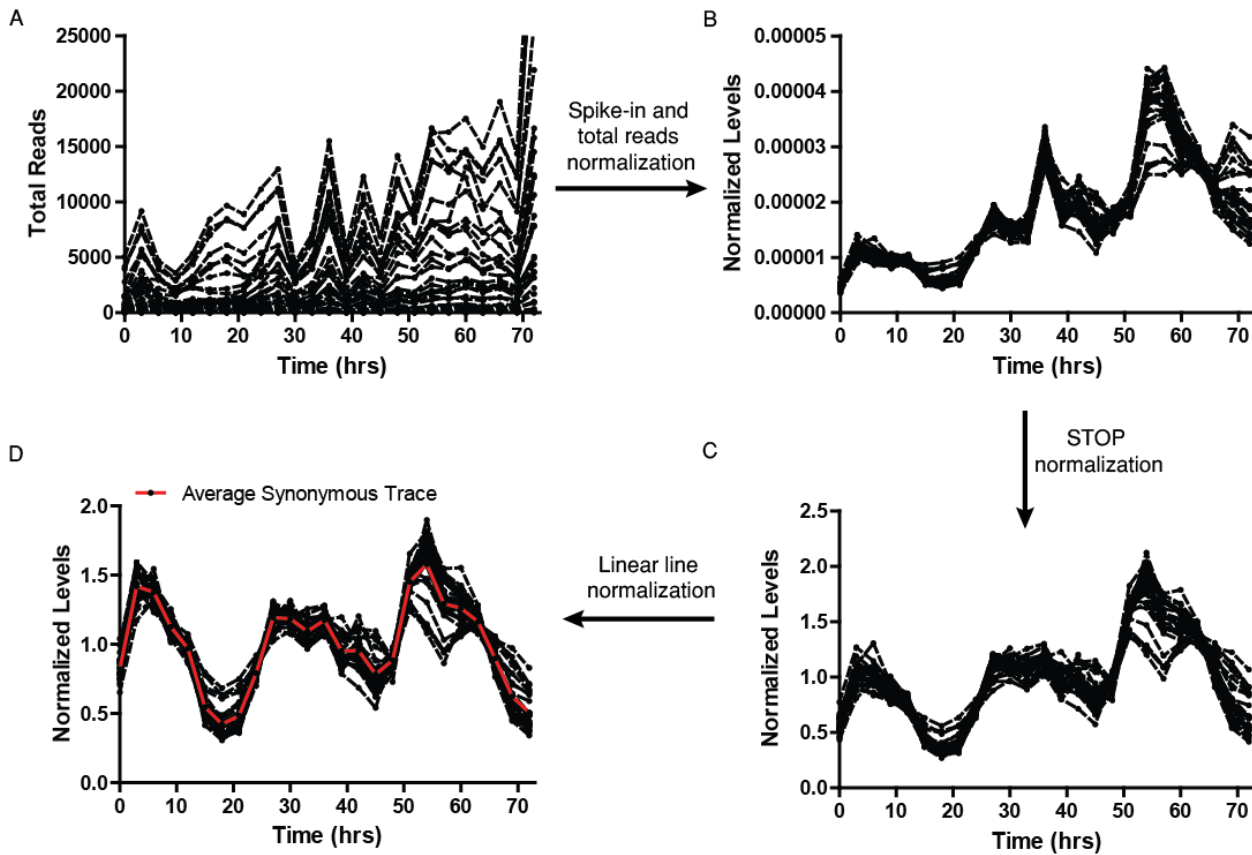 A
Total Reads
25000
20000
15000
10000
5000
0
0 10 20 30 40 50 60 70
Time (hrs)
Spike-in and
total reads
normalization
B
Normalized Levels
0.00005
0.00004
0.00003
0.00002
0.00001
0.00000
0 10 20 30 40 50 60 70
Time (hrs)
STOP
normalization
C
Normalized Levels
2.5
2.0
1.5
1.0
0.5
0.0
0 10 20 30 40 50 60 70
Time (hrs)
Linear line
normalization
D
Average Synonymous Trace
Normalized Levels
2.0
1.5
1.0
0.5
0.0
0 10 20 30 40 50 60 70
Time (hrs)